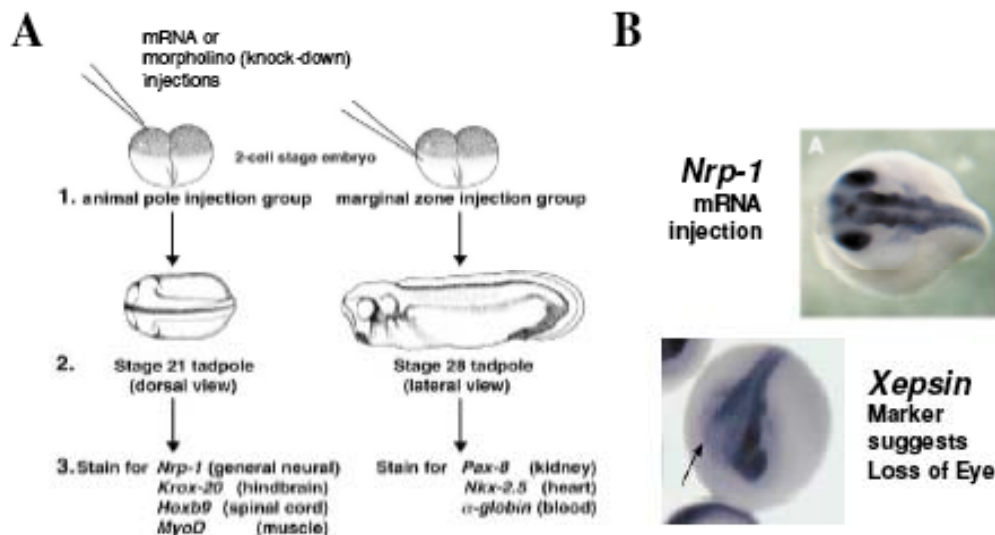 A
mRNA or
morpholino (knock-down)
injections
2-cell stage embryo
1. animal pole injection group
marginal zone injection group
2.
Stage 21 tadpole
(dorsal view)
Stage 28 tadpole
(lateral view)
3. Stain for Nrp-1 (general neural)
Krox-20 (hindbrain)
Hoxb9 (spinal cord)
MyoD (muscle)
Stain for Pax-8 (kidney)
Nkx-2.5 (heart)
α-globin (blood)
B
A
Nrp-1
mRNA
injection
Xepsin
Marker
suggests
Loss of Eye